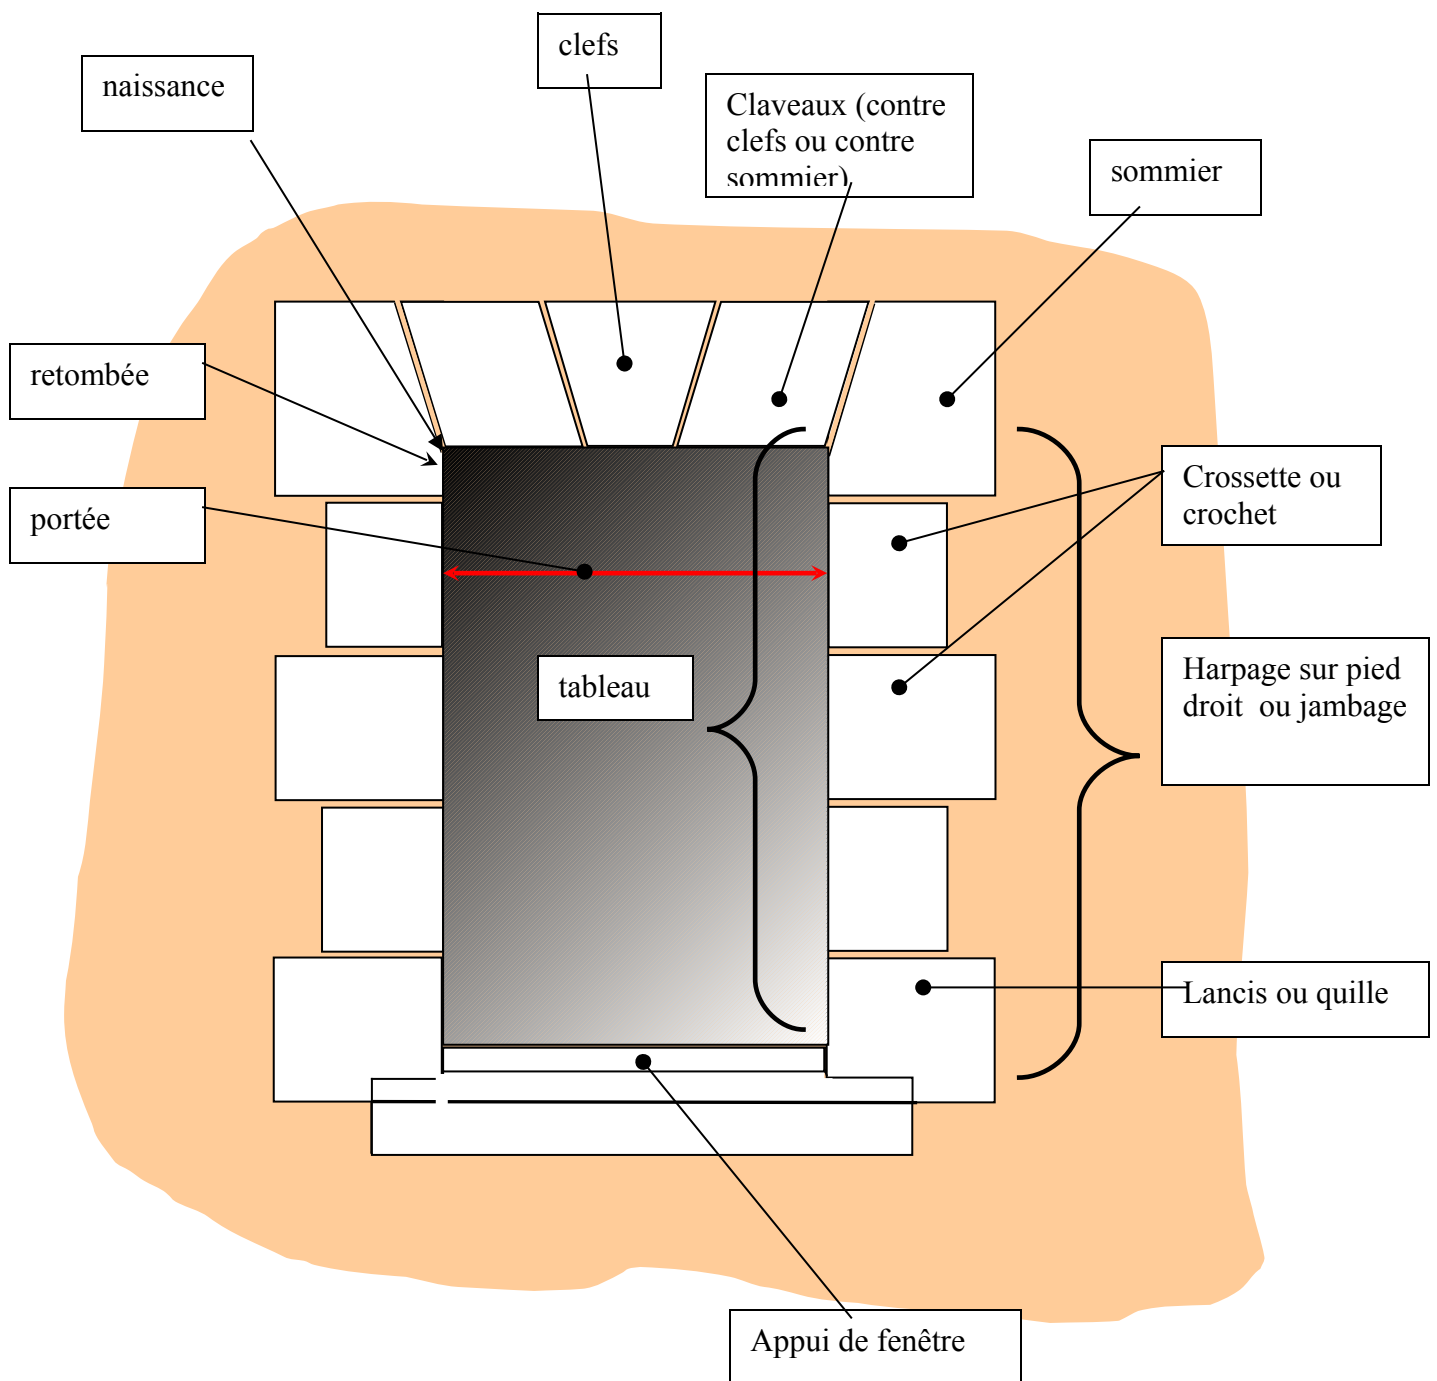 clefs
naissance
Claveaux (contre
clefs ou contre
sommier)
sommier
retombée
portée
Crossette ou
crochet
tableau
Harpage sur pied
droit  ou jambage
Lancis ou quille
Appui de fenêtre